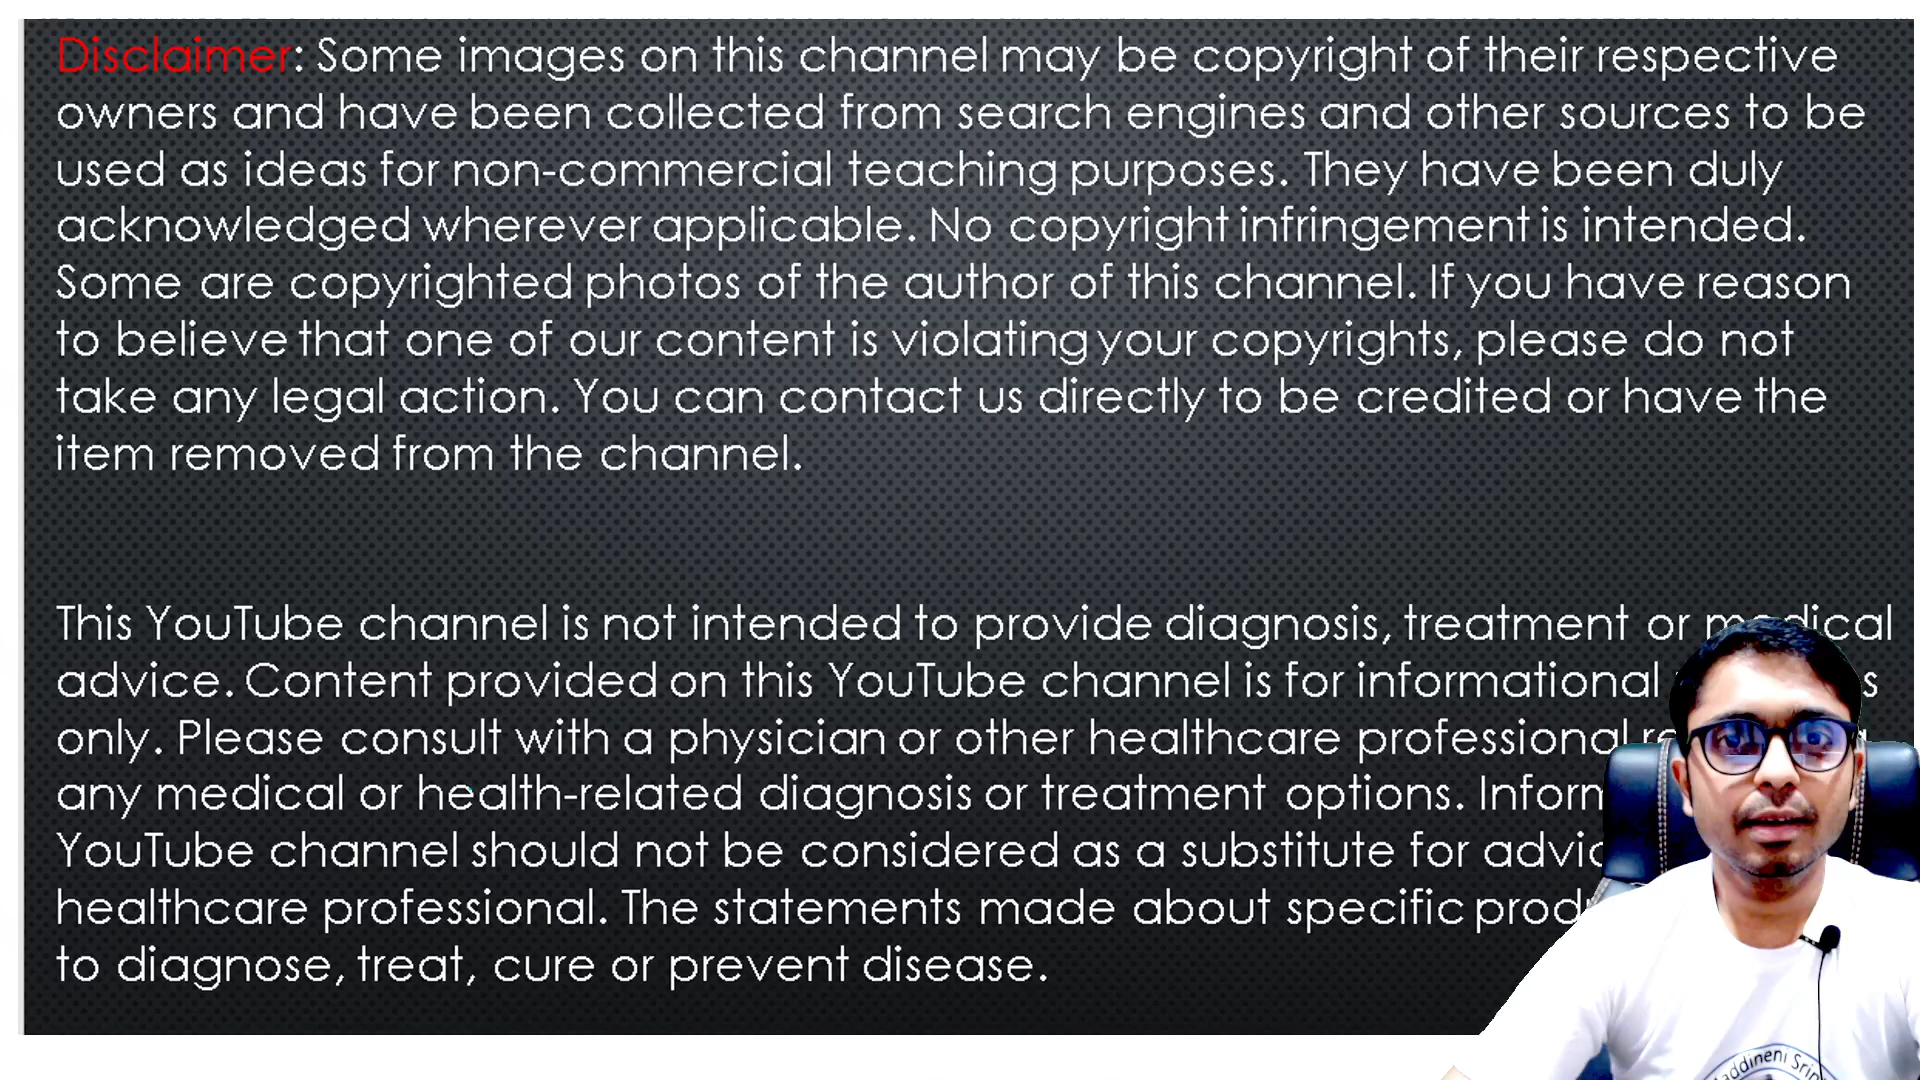 Disclaimer: Some images on this channel may be copyright of their respective
owners and have been collected from search engines and other sources to be
used as ideas for non-commercial teaching purposes. They have been duly
acknowledged wherever applicable. No copyright infringement is intended.
Some are copyrighted photos of the author of this channel. If you have reason
to believe that one of our content is violating your copyrights, please do not
take any legal action. You can contact us directly to be credited or have the
item removed from the channel.
This YouTube channel is not intended to provide diagnosis, treatment or medical
advice. Content provided on this YouTube channel is for informational
only. Please consult with a physician or other healthcare professional
any medical or health-related diagnosis or treatment options.
YouTube channel should not be considered as a substitute for
healthcare professional. The statements made about specific
to diagnose, treat, cure or prevent disease.